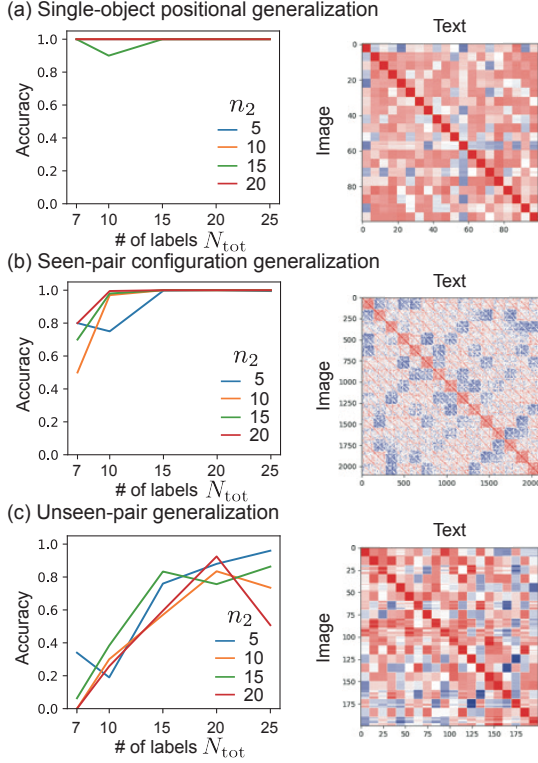 (a) Single-object positional generalization
Accuracy
1.0
0.8
0.6
0.4
0.2
0.0
7 10 15 20 25
# of labels N_tot
n_2
5
10
15
20
Text
Image
0
20
40
60
80
0 20 40 60 80
(b) Seen-pair configuration generalization
Accuracy
1.0
0.8
0.6
0.4
0.2
0.0
7 10 15 20 25
# of labels N_tot
n_2
5
10
15
20
Text
Image
0
250
500
750
1000
1250
1500
1750
2000
0 500 1000 1500 2000
(c) Unseen-pair generalization
Accuracy
1.0
0.8
0.6
0.4
0.2
0.0
7 10 15 20 25
# of labels N_tot
n_2
5
10
15
20
Text
Image
0
25
50
75
100
125
150
175
0 25 50 75 100 125 150 175